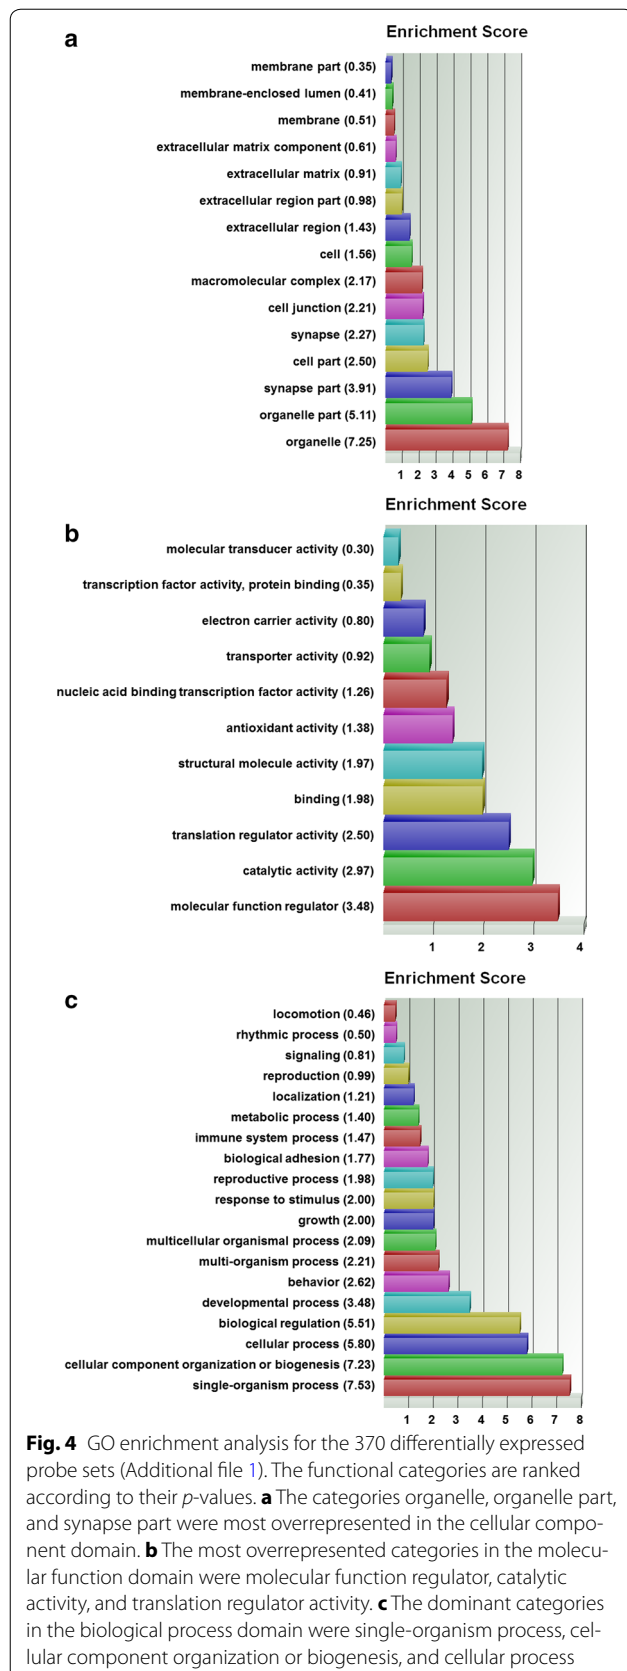 a
Enrichment Score
membrane part (0.35)
membrane-enclosed lumen (0.41)
membrane (0.51)
extracellular matrix component (0.61)
extracellular matrix (0.91)
extracellular region part (0.98)
extracellular region (1.43)
cell (1.56)
macromolecular complex (2.17)
cell junction (2.21)
synapse (2.27)
cell part (2.50)
synapse part (3.91)
organelle part (5.11)
organelle (7.25)
1 2 3 4 5 6 7 8
Enrichment Score
b
molecular transducer activity (0.30)
transcription factor activity, protein binding (0.35)
electron carrier activity (0.80)
transporter activity (0.92)
nucleic acid binding transcription factor activity (1.26)
antioxidant activity (1.38)
structural molecule activity (1.97)
binding (1.98)
translation regulator activity (2.50)
catalytic activity (2.97)
molecular function regulator (3.48)
1 2 3 4
Enrichment Score
c
locomotion (0.46)
rhythmic process (0.50)
signaling (0.81)
reproduction (0.99)
localization (1.21)
metabolic process (1.40)
immune system process (1.47)
biological adhesion (1.77)
reproductive process (1.98)
response to stimulus (2.00)
growth (2.00)
multicellular organismal process (2.09)
multi-organism process (2.21)
behavior (2.62)
developmental process (3.48)
biological regulation (5.51)
cellular process (5.80)
cellular component organization or biogenesis (7.23)
single-organism process (7.53)
1 2 3 4 5 6 7 8
Fig. 4 GO enrichment analysis for the 370 differentially expressed
probe sets (Additional file 1). The functional categories are ranked
according to their p-values. a The categories organelle, organelle part,
and synapse part were most overrepresented in the cellular compo-
nent domain. b The most overrepresented categories in the molecu-
lar function domain were molecular function regulator, catalytic
activity, and translation regulator activity. c The dominant categories
in the biological process domain were single-organism process, cel-
lular component organization or biogenesis, and cellular process